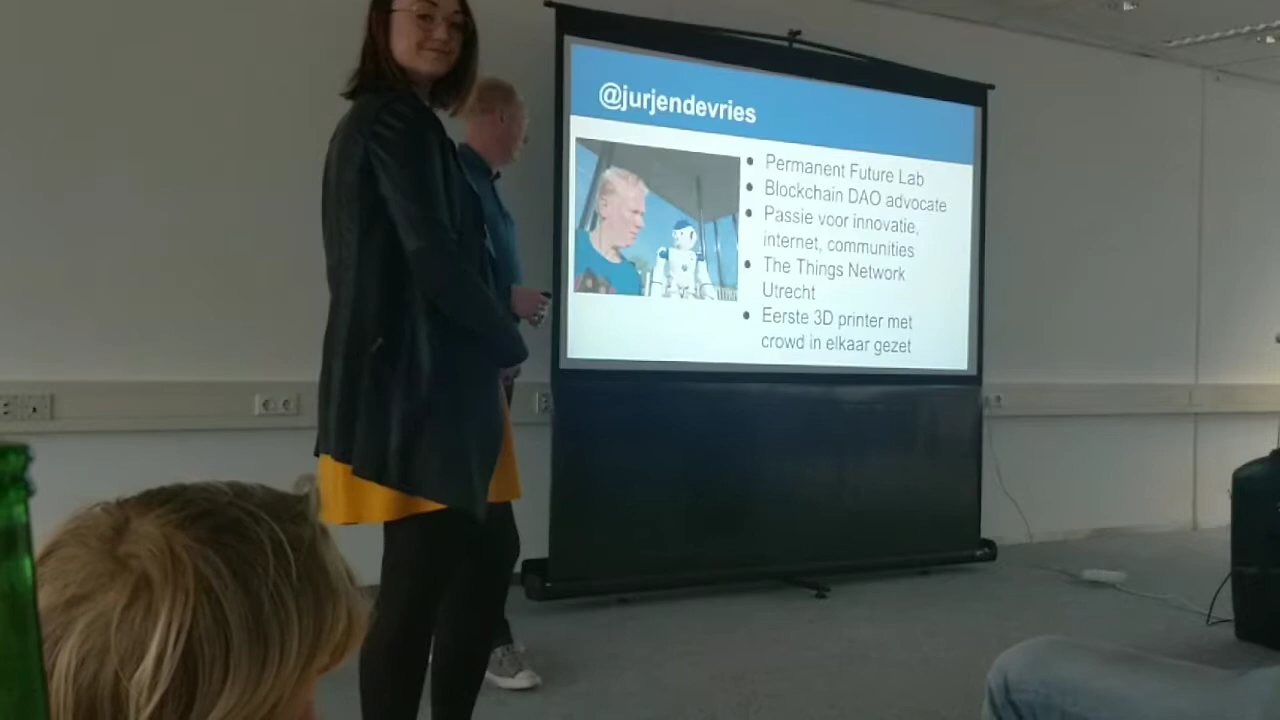 @jurjendevries
Permanent Future Lab
Blockchain DAO advocate
Passie voor innovatie,
internet, communities
The Things Network
Utrecht
Eerste 3D printer met
crowd in elkaar gezet